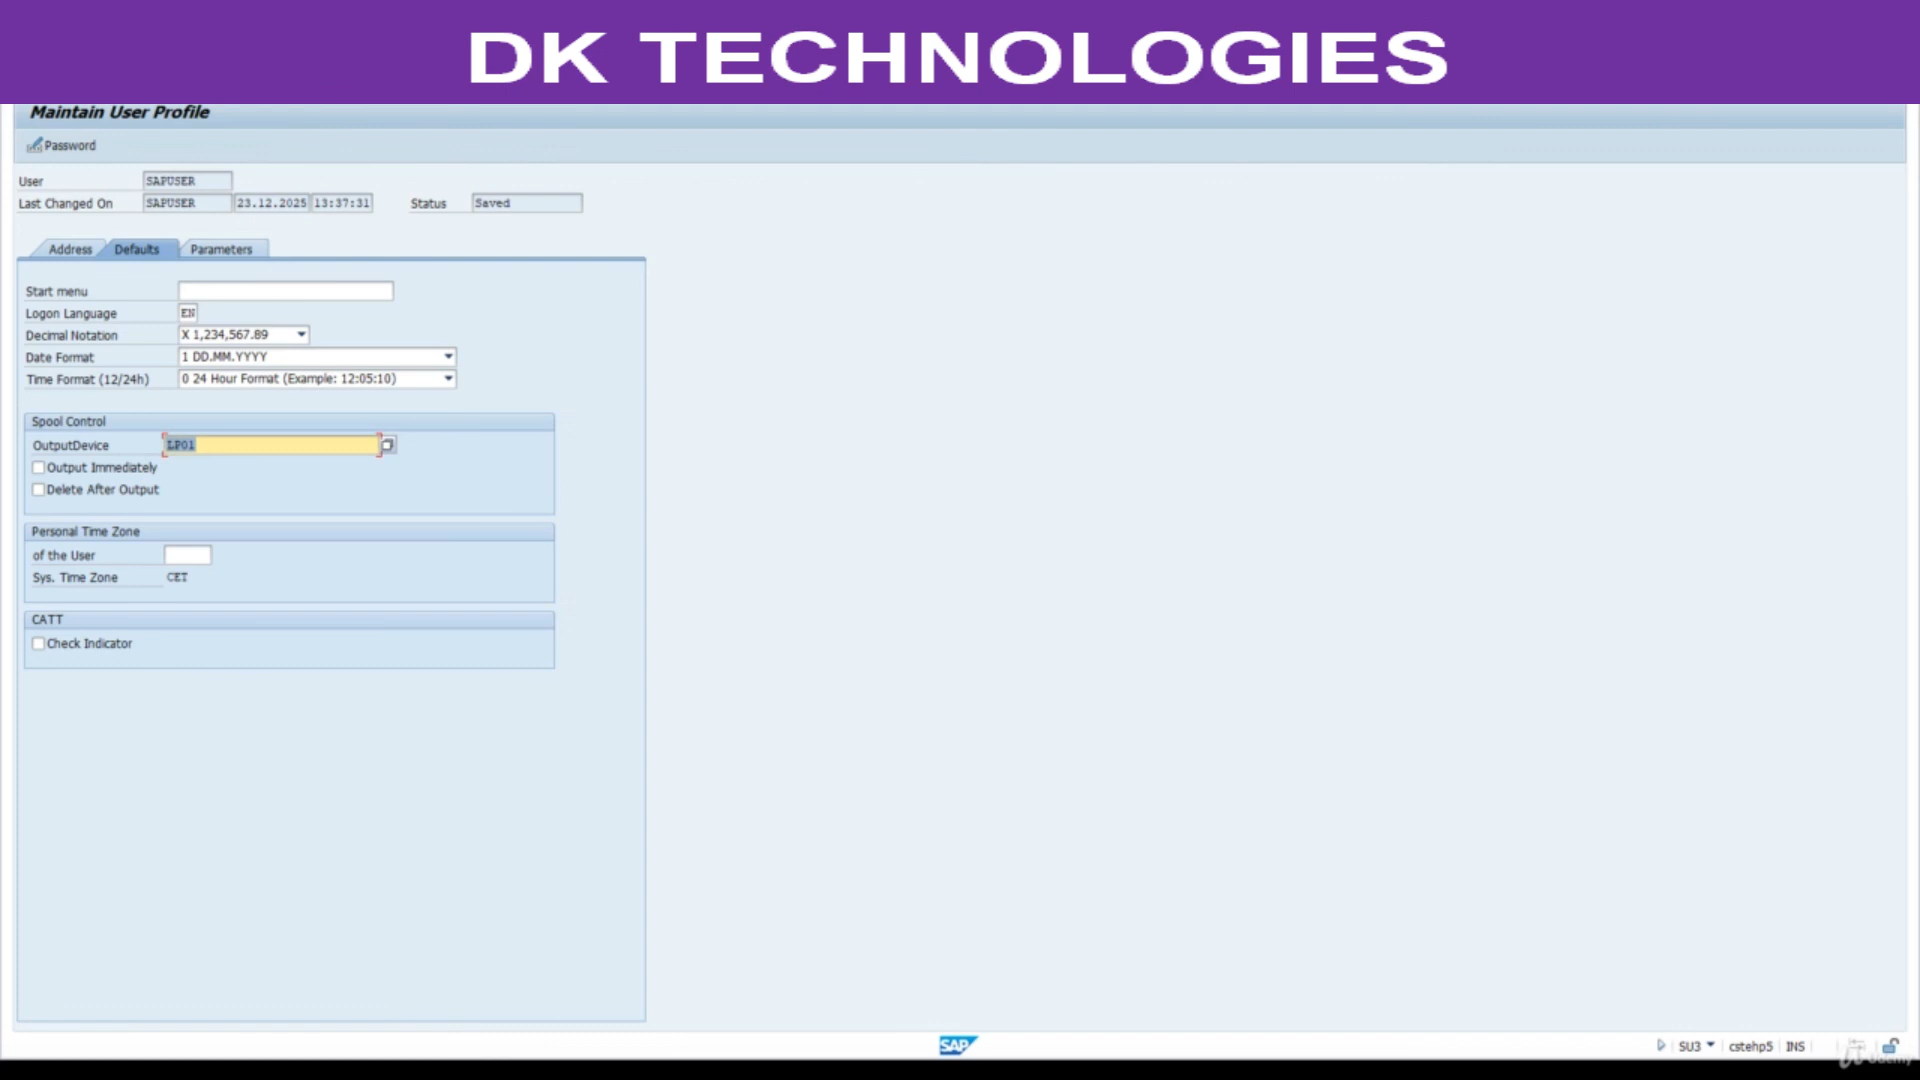 DK TECHNOLOGIES
Maintain User Profile
Password
User SAPUSER
Last Changed On SAPUSER 23.12.2025 13:37:31 Status Saved
Address Defaults Parameters
Start menu
Logon Language EN
Decimal Notation X 1,234,567.89
Date Format 1 DD.MM.YYYY
Time Format (12/24h) 0 24 Hour Format (Example: 12:05:10)
Spool Control
OutputDevice LP01
Output Immediately
Delete After Output
Personal Time Zone
of the User
Sys. Time Zone CET
CATT
Check Indicator
SAP SU3 cstehp5 INS
Udemy